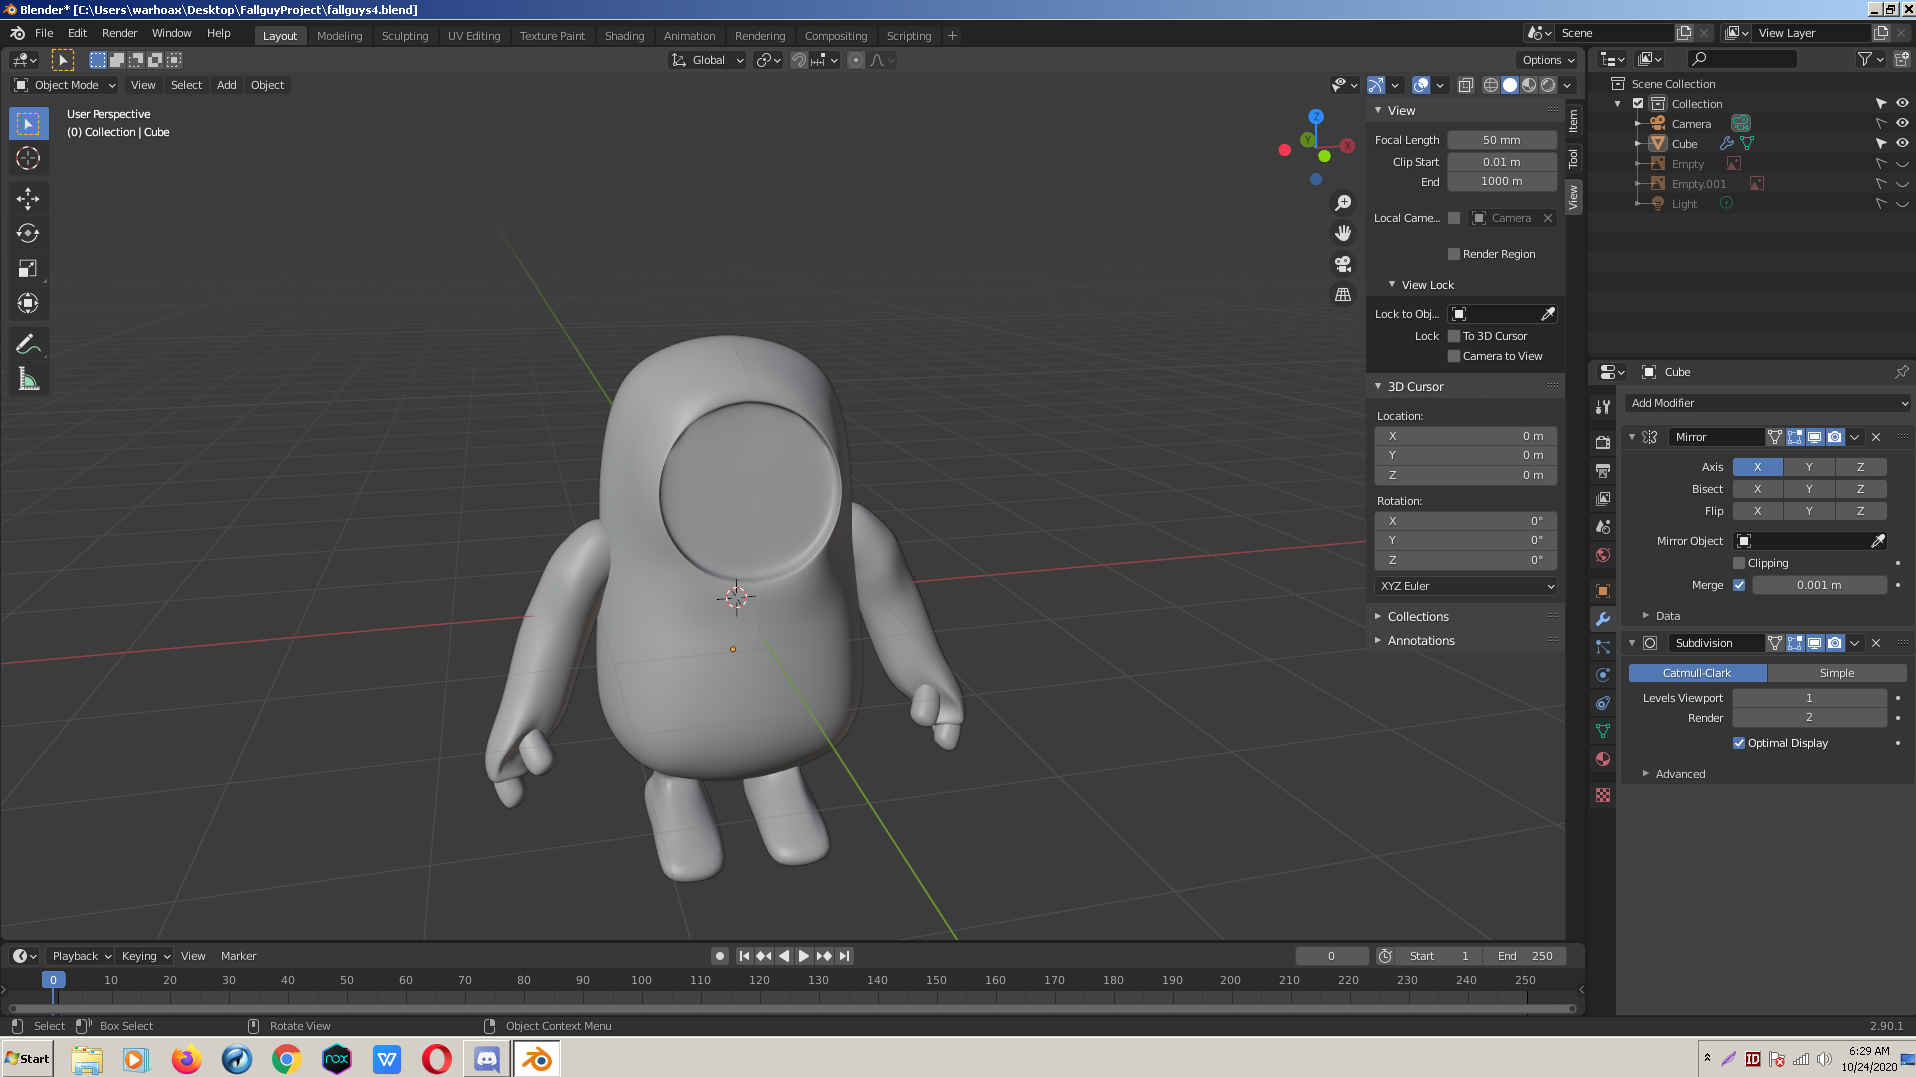 Blender* [C:\Users\warhoax\Desktop\FallguyProject\fallguys4.blend]
File Edit Render Window Help Layout Modeling Sculpting UV Editing Texture Paint Shading Animation Rendering Compositing Scripting + Scene View Layer
Global Options
Object Mode View Select Add Object
User Perspective
(0) Collection | Cube
Z
Y
X
View
Focal Length 50 mm
Clip Start 0.01 m
End 1000 m
Local Came... Camera
Render Region
View Lock
Lock to Obj...
Lock To 3D Cursor
Camera to View
3D Cursor
Location:
X 0 m
Y 0 m
Z 0 m
Rotation:
X 0°
Y 0°
Z 0°
XYZ Euler
Collections
Annotations
Item
Tool
View
Scene Collection
Collection
Camera
Cube
Empty
Empty.001
Light
Cube
Add Modifier
Mirror
Axis X Y Z
Bisect X Y Z
Flip X Y Z
Mirror Object
Clipping
Merge 0.001 m
Data
Subdivision
Catmull-Clark Simple
Levels Viewport 1
Render 2
Optimal Display
Advanced
Playback Keying View Marker 0 Start 1 End 250
0 10 20 30 40 50 60 70 80 90 100 110 120 130 140 150 160 170 180 190 200 210 220 230 240 250
Select Box Select Rotate View Object Context Menu 2.90.1
Start nox W ID 6:29 AM
10/24/2020